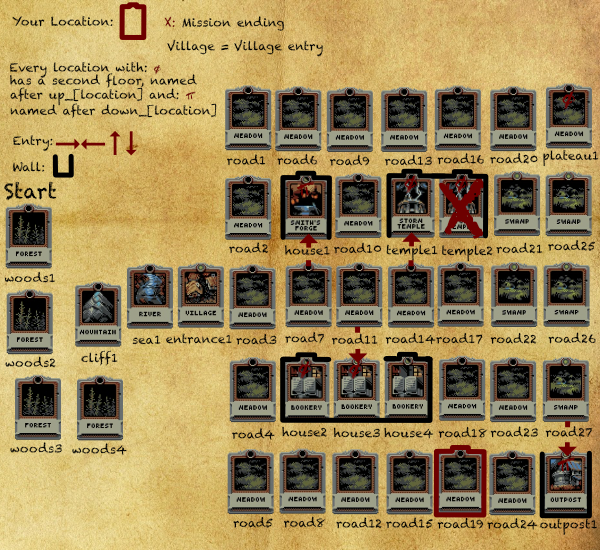 Your Location:
X: Mission ending
Village = Village entry
Every location with: ø
has a second floor, named
after up_[location] and: π
named after down_[location]
Entry:
Wall:
Start
MEADOW MEADOW MEADOW MEADOW MEADOW MEADOW MEADOW
road1 road6 road9 road13 road16 road20 plateau1
MEADOW SMITH'S FORGE MEADOW STORM TEMPLE SWAMP SWAMP
road2 house1 road10 temple1 temple2 road21 road25
FOREST
woods1
RIVER VILLAGE MEADOW MEADOW MEADOW MEADOW MEADOW SWAMP SWAMP
sea1 entrance1 road3 road7 road11 road14 road17 road22 road26
FOREST MOUNTAIN
woods2 cliff1
MEADOW BOOKERY BOOKERY BOOKERY MEADOW MEADOW SWAMP
road4 house2 house3 house4 road18 road23 road27
FOREST FOREST
woods3 woods4
MEADOW MEADOW MEADOW MEADOW MEADOW MEADOW OUTPOST
road5 road8 road12 road15 road19 road24 outpost1